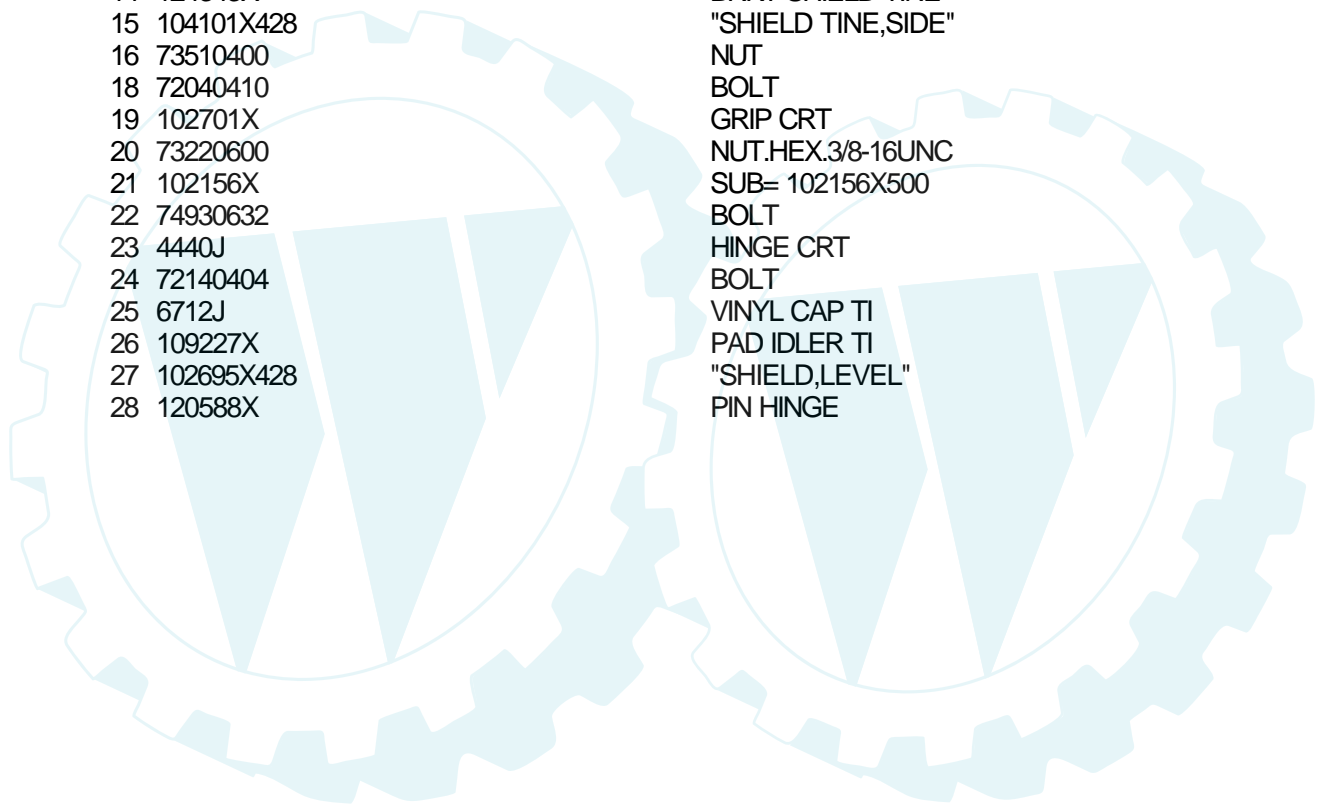 15 104101X428 "SHIELD TINE,SIDE"
16 73510400 NUT
18 72040410 BOLT
19 102701X GRIP CRT
20 73220600 NUT.HEX.3/8-16UNC
21 102156X SUB= 102156X500
22 74930632 BOLT
23 4440J HINGE CRT
24 72140404 BOLT
25 6712J VINYL CAP TI
26 109227X PAD IDLER TI
27 102695X428 "SHIELD,LEVEL"
28 120588X PIN HINGE